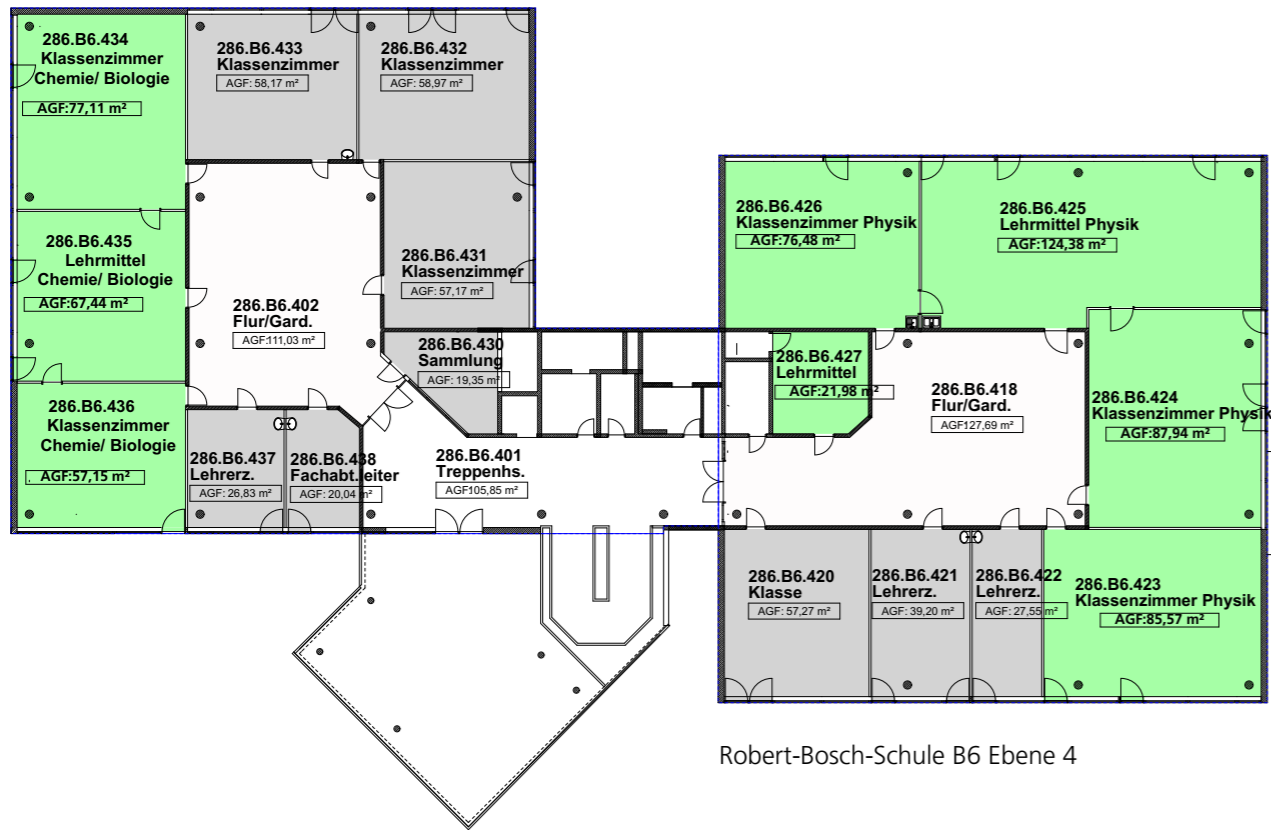 286.B6.434
Klassenzimmer
Chemie/ Biologie
AGF:77,11 m²
286.B6.433
Klassenzimmer
AGF: 58,17 m²
286.B6.432
Klassenzimmer
AGF: 58,97 m²
286.B6.435
Lehrmittel
Chemie/ Biologie
AGF:67,44 m²
286.B6.402
Flur/Gard.
AGF:111,03 m²
286.B6.431
Klassenzimmer
AGF: 57,17 m²
286.B6.430
Sammlung
AGF: 19,35 m²
286.B6.436
Klassenzimmer
Chemie/ Biologie
AGF:57,15 m²
286.B6.437
Lehrerz.
AGF: 26,83 m²
286.B6.438
Fachabt.leiter
AGF: 20,04 m²
286.B6.401
Treppenhs.
AGF:105,85 m²
286.B6.426
Klassenzimmer Physik
AGF:76,48 m²
286.B6.425
Lehrmittel Physik
AGF:124,38 m²
286.B6.427
Lehrmittel
AGF:21,98 m²
286.B6.418
Flur/Gard.
AGF127,69 m²
286.B6.424
Klassenzimmer Physik
AGF:87,94 m²
286.B6.420
Klasse
AGF: 57,27 m²
286.B6.421
Lehrerz.
AGF: 39,20 m²
286.B6.422
Lehrerz.
AGF: 27,55 m²
286.B6.423
Klassenzimmer Physik
AGF:85,57 m²
Robert-Bosch-Schule B6 Ebene 4